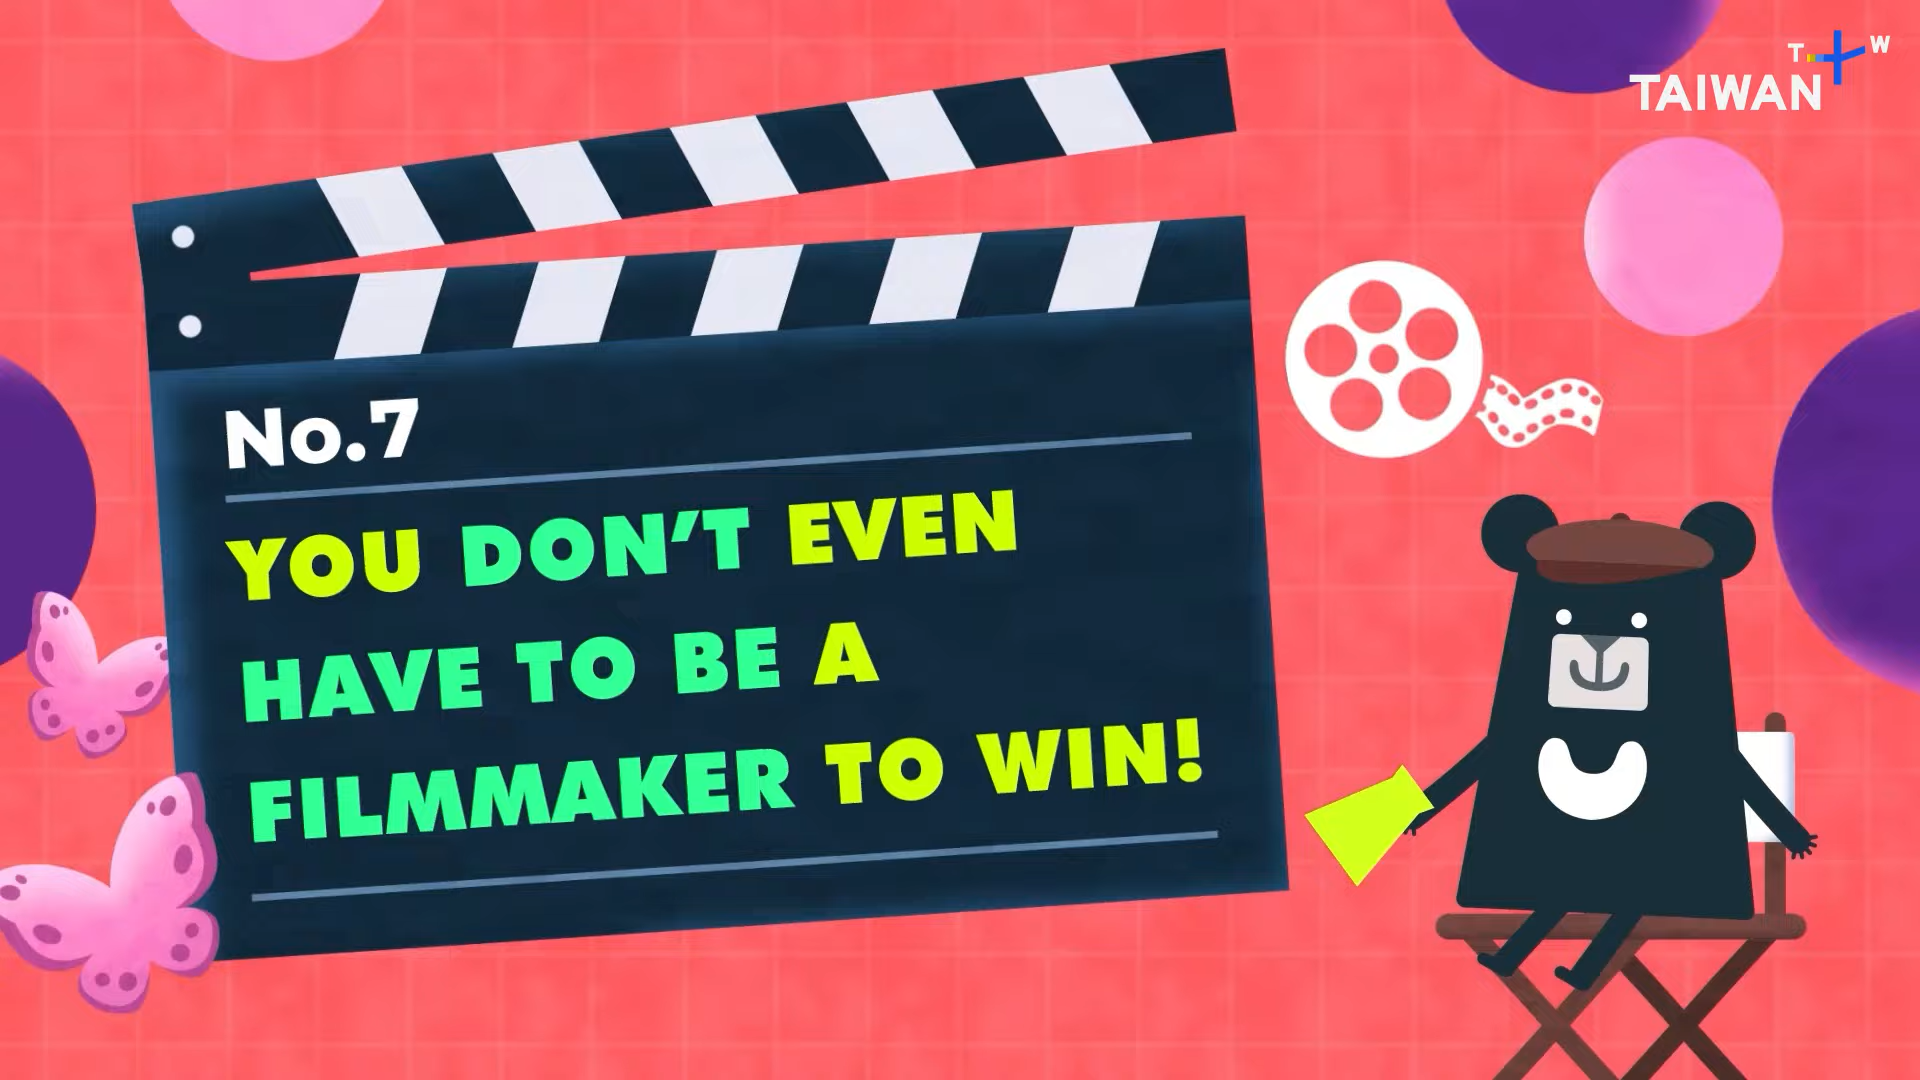 T W
TAIWAN
No.7
YOU DON'T EVEN
HAVE TO BE A
FILMMAKER TO WIN!